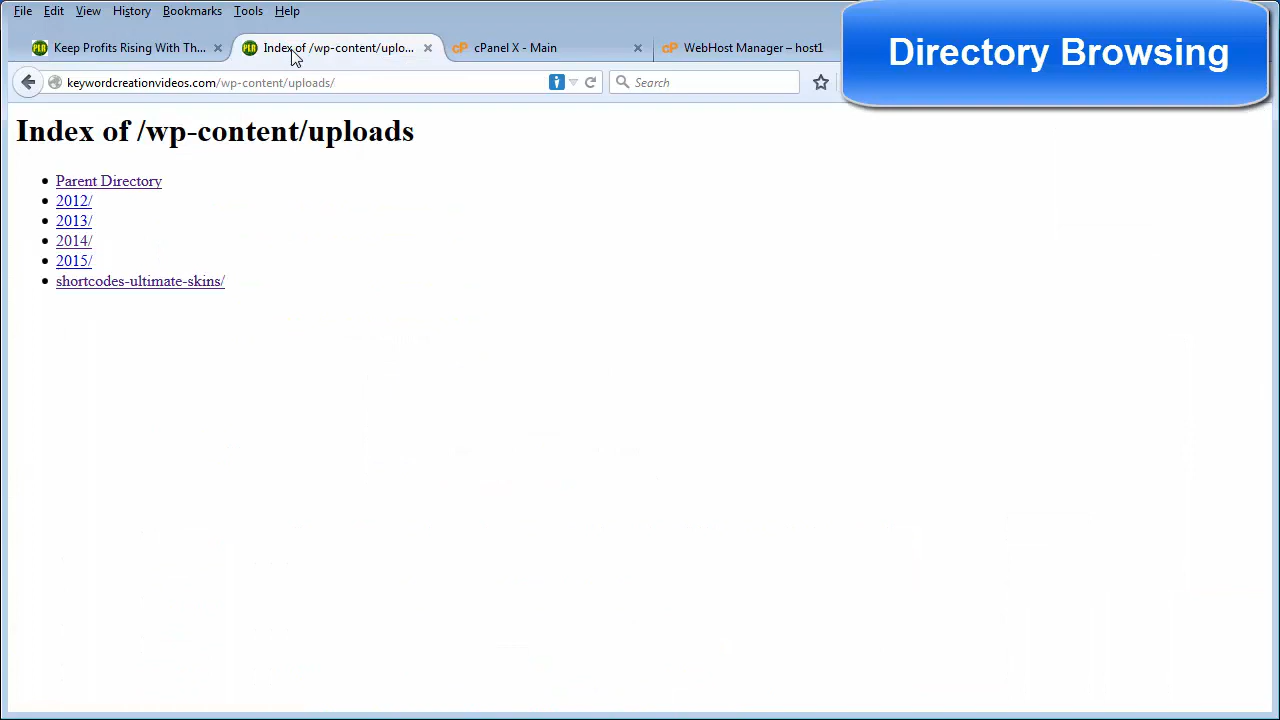 File Edit View History Bookmarks Tools Help
Keep Profits Rising With Th... Index of /wp-content/uplo... cP cPanel X - Main cP WebHost Manager – host1
Directory Browsing
keywordcreationvideos.com/wp-content/uploads/ Search
Index of /wp-content/uploads
Parent Directory
2012/
2013/
2014/
2015/
shortcodes-ultimate-skins/